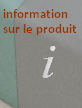 information
sur le produit
i